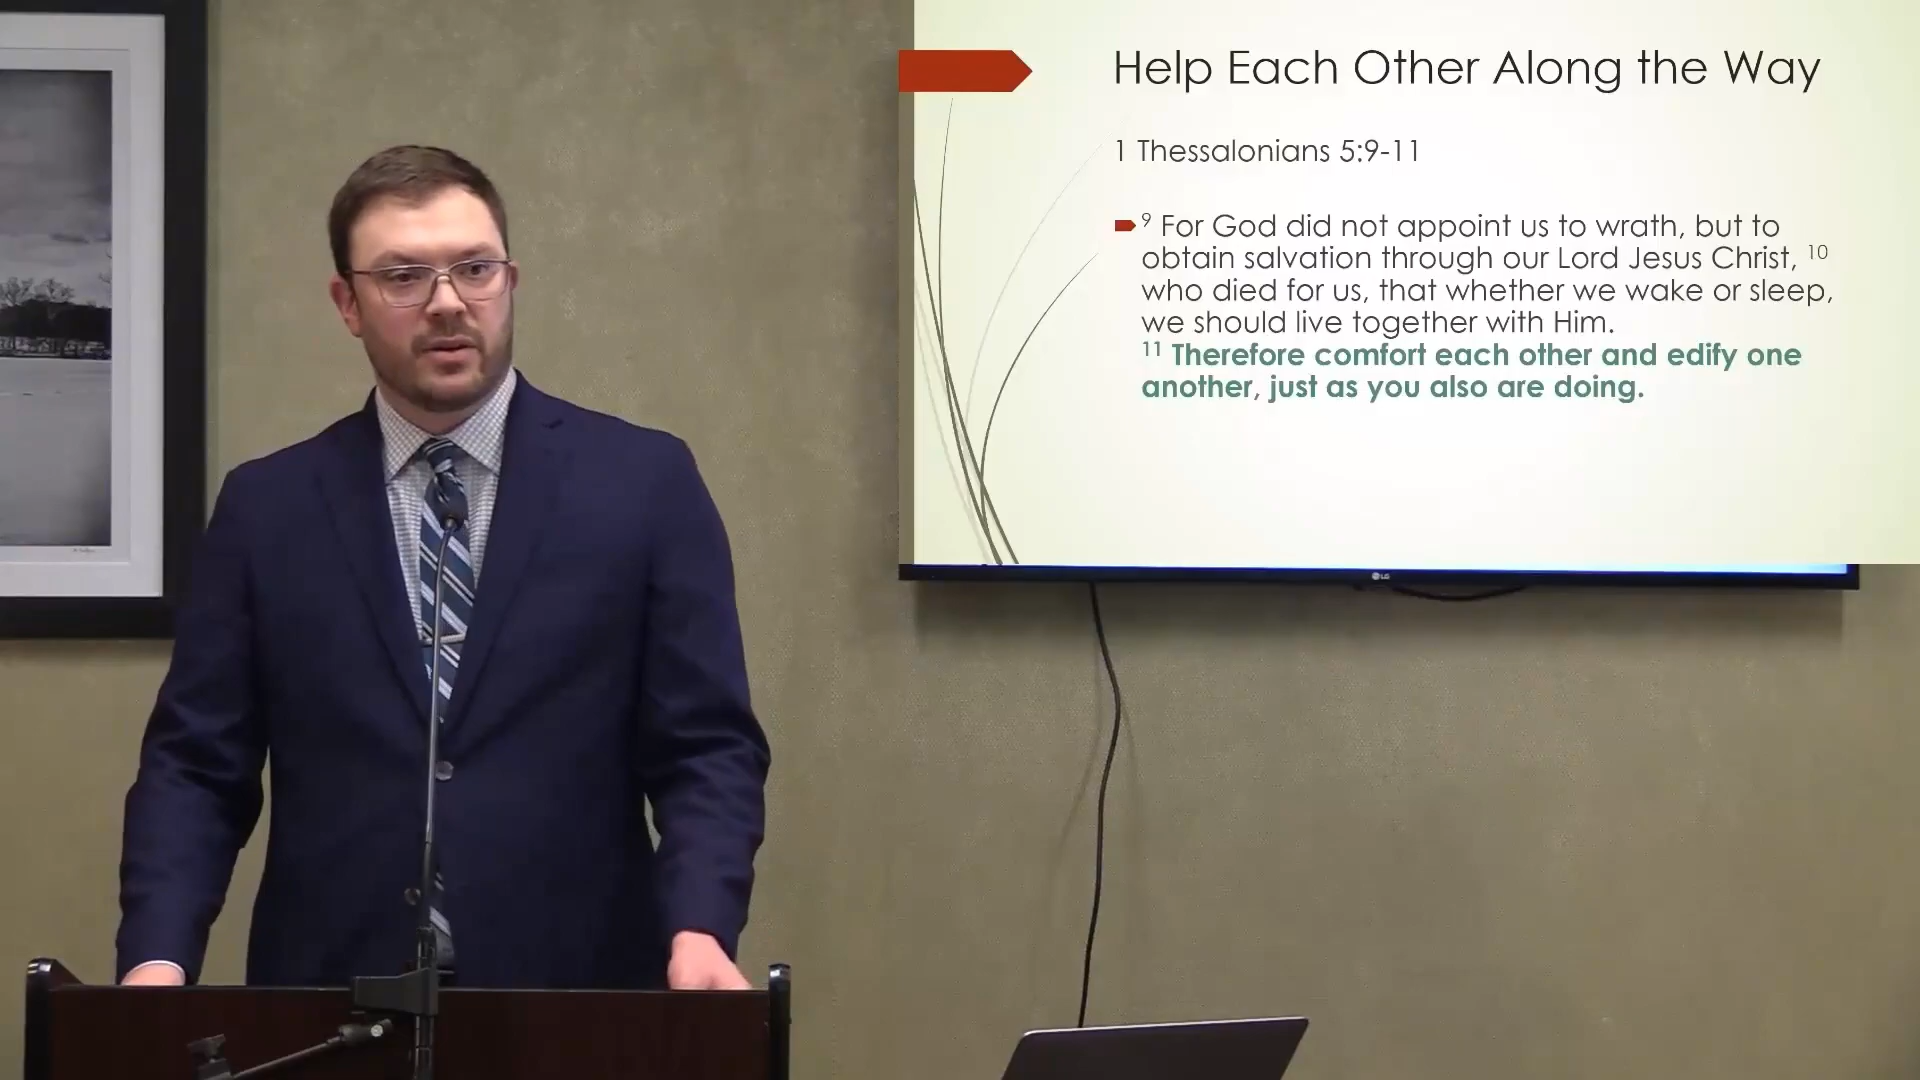 Help Each Other Along the Way
1 Thessalonians 5:9-11
9 For God did not appoint us to wrath, but to
obtain salvation through our Lord Jesus Christ, 10
who died for us, that whether we wake or sleep,
we should live together with Him.
11 Therefore comfort each other and edify one
another, just as you also are doing.
LG